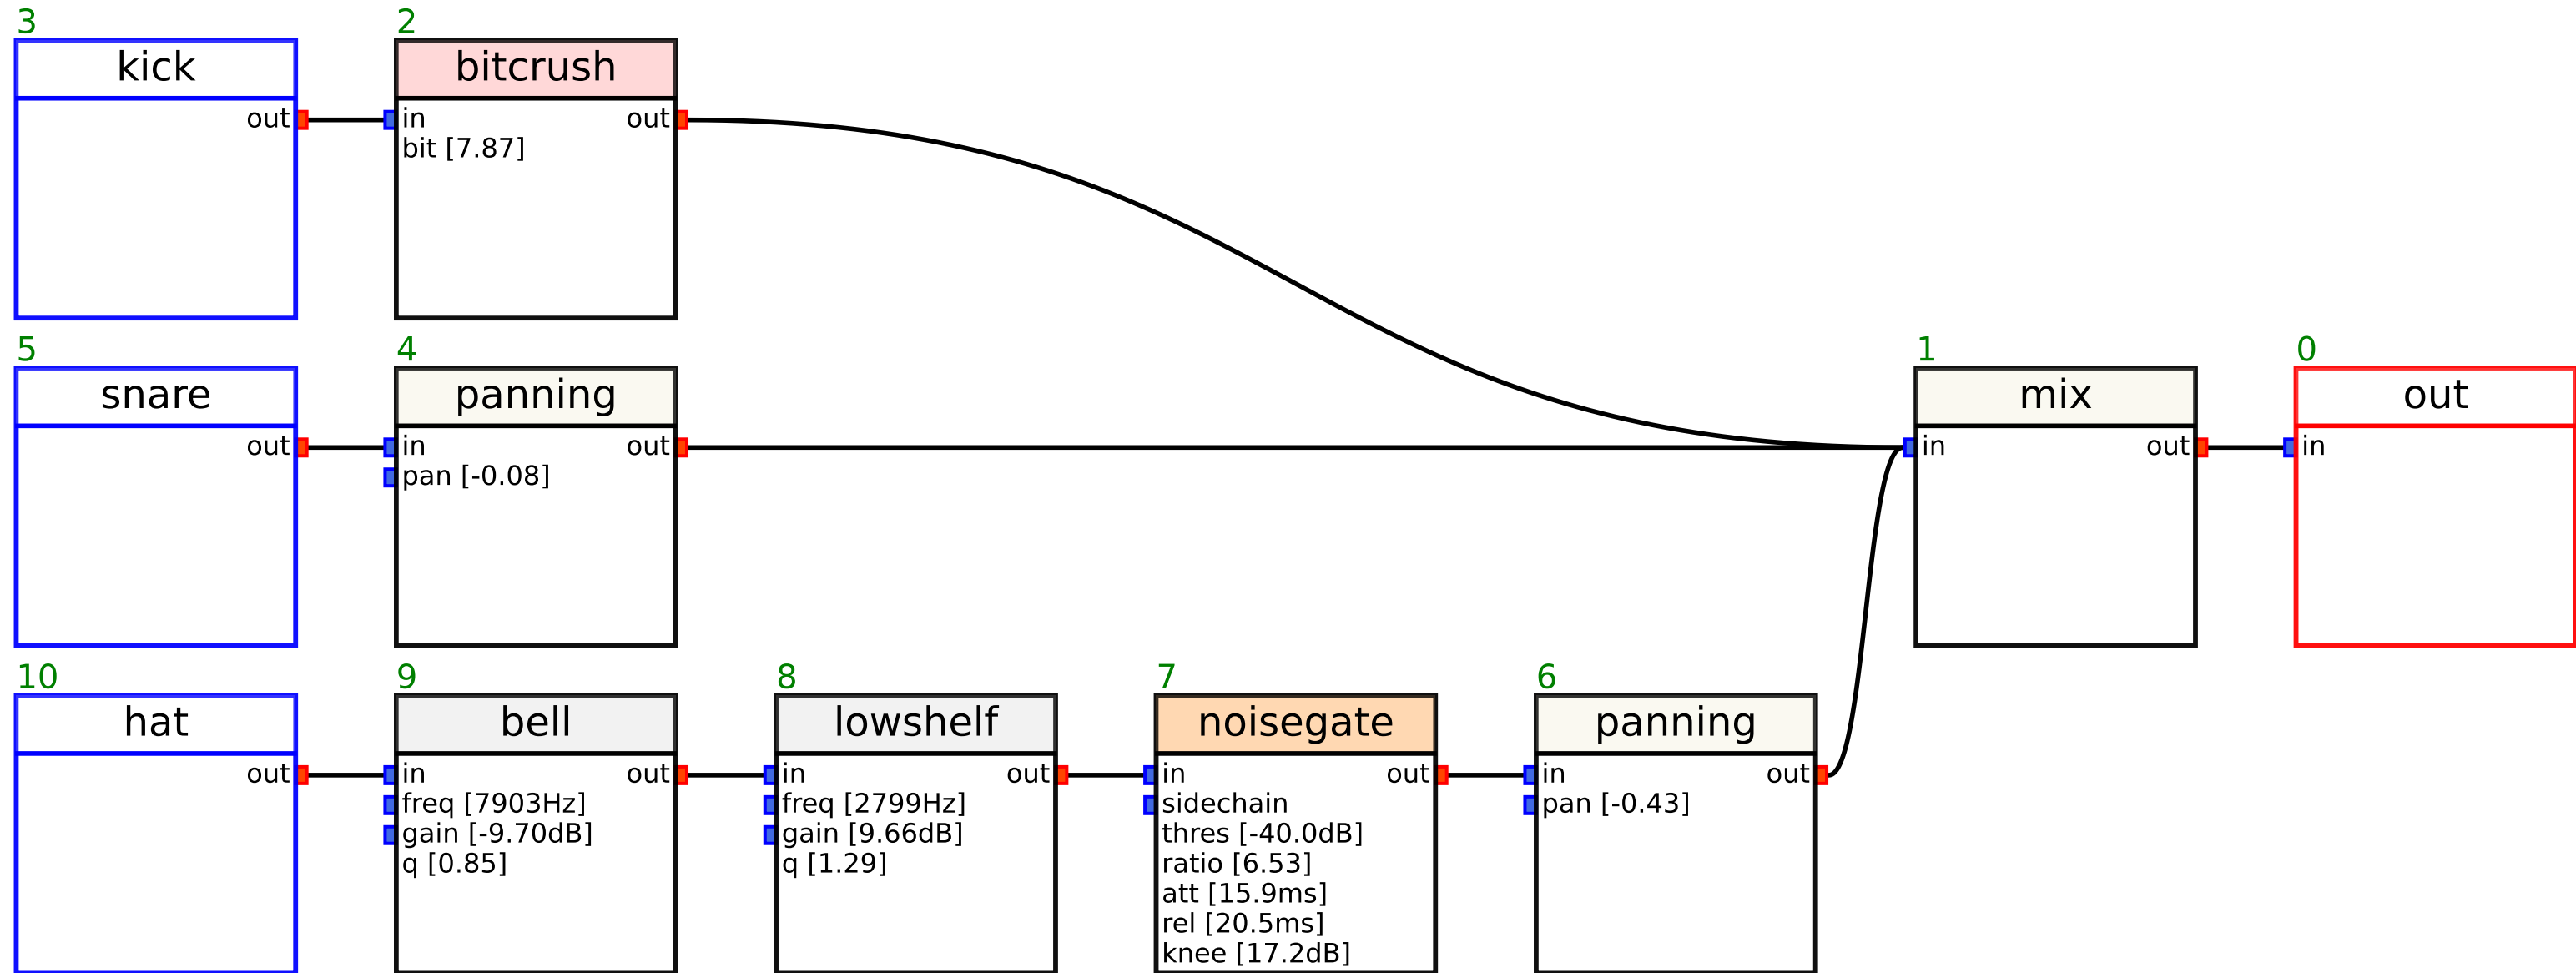 3
kick
out
2
bitcrush
in
out
bit [7.87]
5
snare
out
4
panning
in
out
pan [-0.08]
1
mix
in
out
0
out
in
10
hat
out
9
bell
in
out
freq [7903Hz]
gain [-9.70dB]
q [0.85]
8
lowshelf
in
out
freq [2799Hz]
gain [9.66dB]
q [1.29]
7
noisegate
in
out
sidechain
thres [-40.0dB]
ratio [6.53]
att [15.9ms]
rel [20.5ms]
knee [17.2dB]
6
panning
in
out
pan [-0.43]